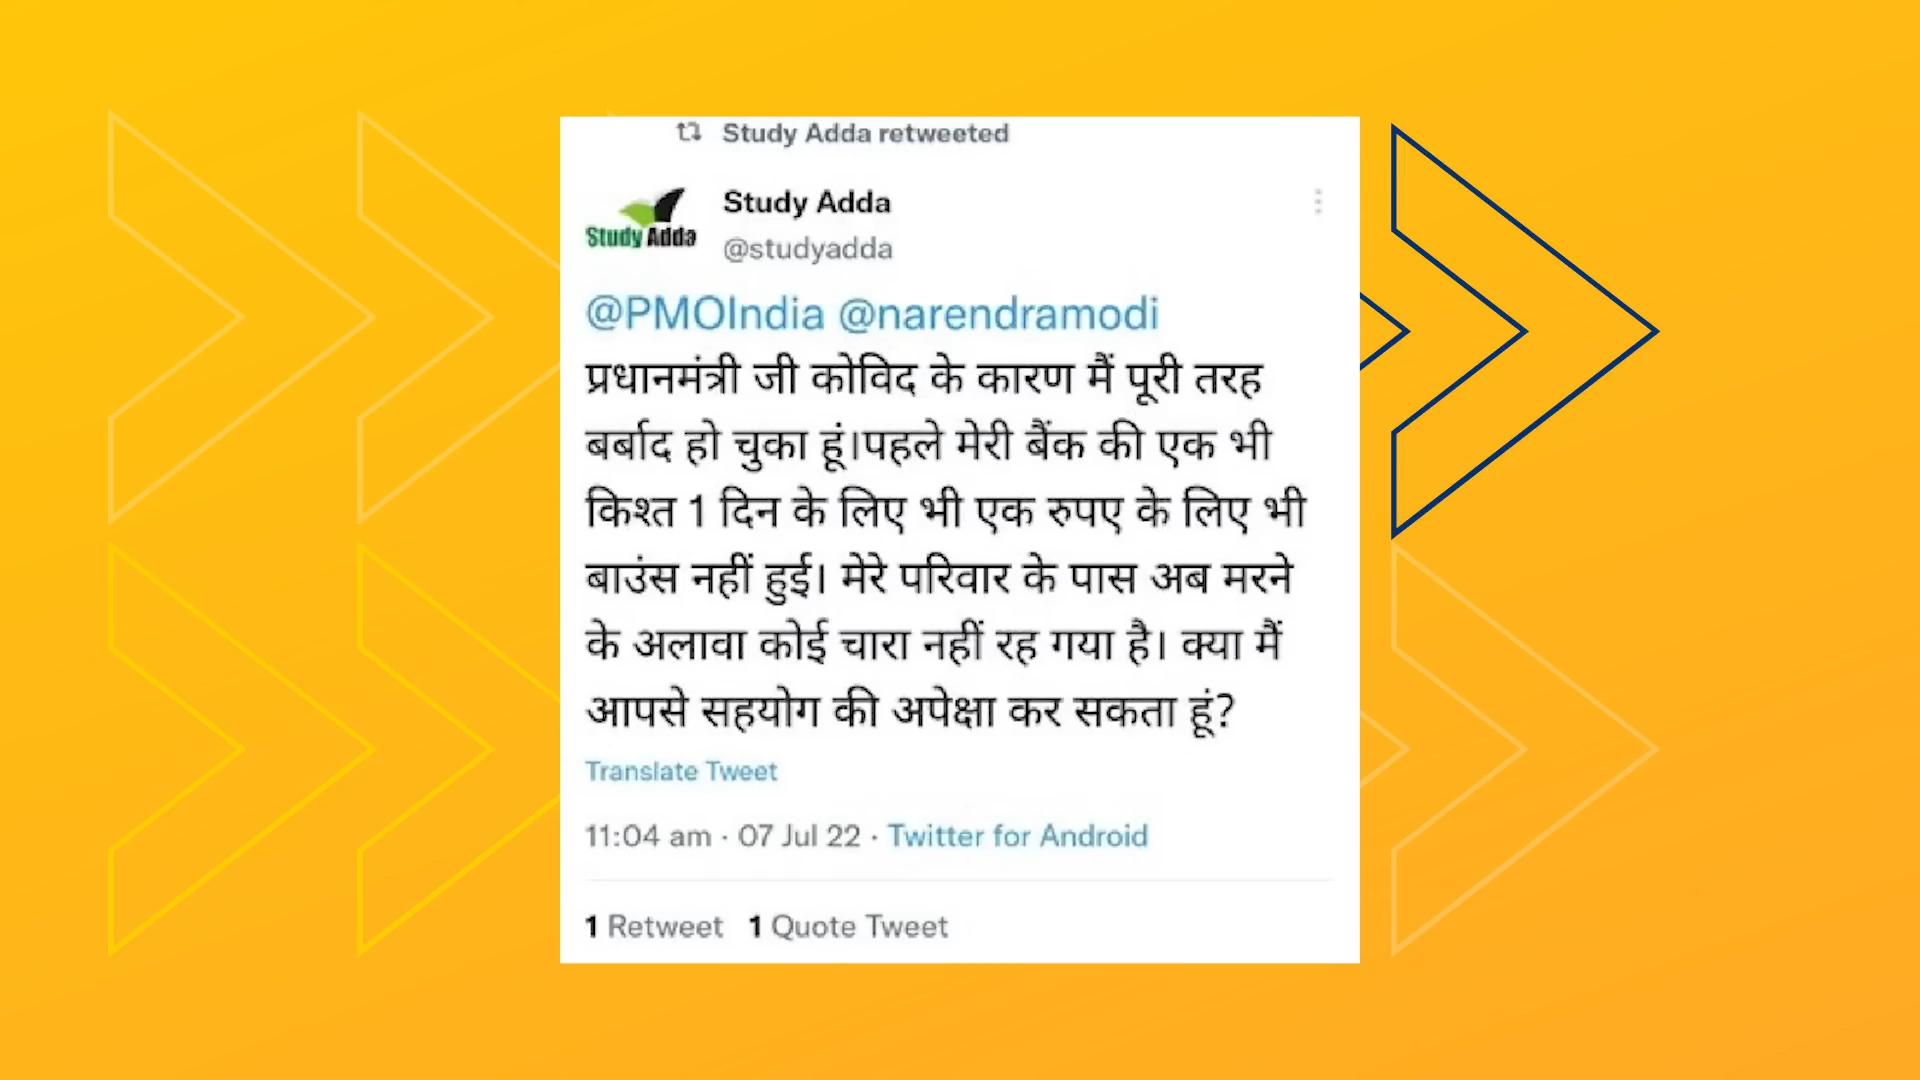 Study Adda retweeted
Study Adda
Study Adda
@studyadda
@PMOIndia @narendramodi
प्रधानमंत्री जी कोविद के कारण मैं पूरी तरह
बर्बाद हो चुका हूं।पहले मेरी बैंक की एक भी
किश्त 1 दिन के लिए भी एक रुपए के लिए भी
बाउंस नहीं हुई। मेरे परिवार के पास अब मरने
के अलावा कोई चारा नहीं रह गया है। क्या मैं
आपसे सहयोग की अपेक्षा कर सकता हूं?
Translate Tweet
11:04 am · 07 Jul 22 · Twitter for Android
1 Retweet 1 Quote Tweet